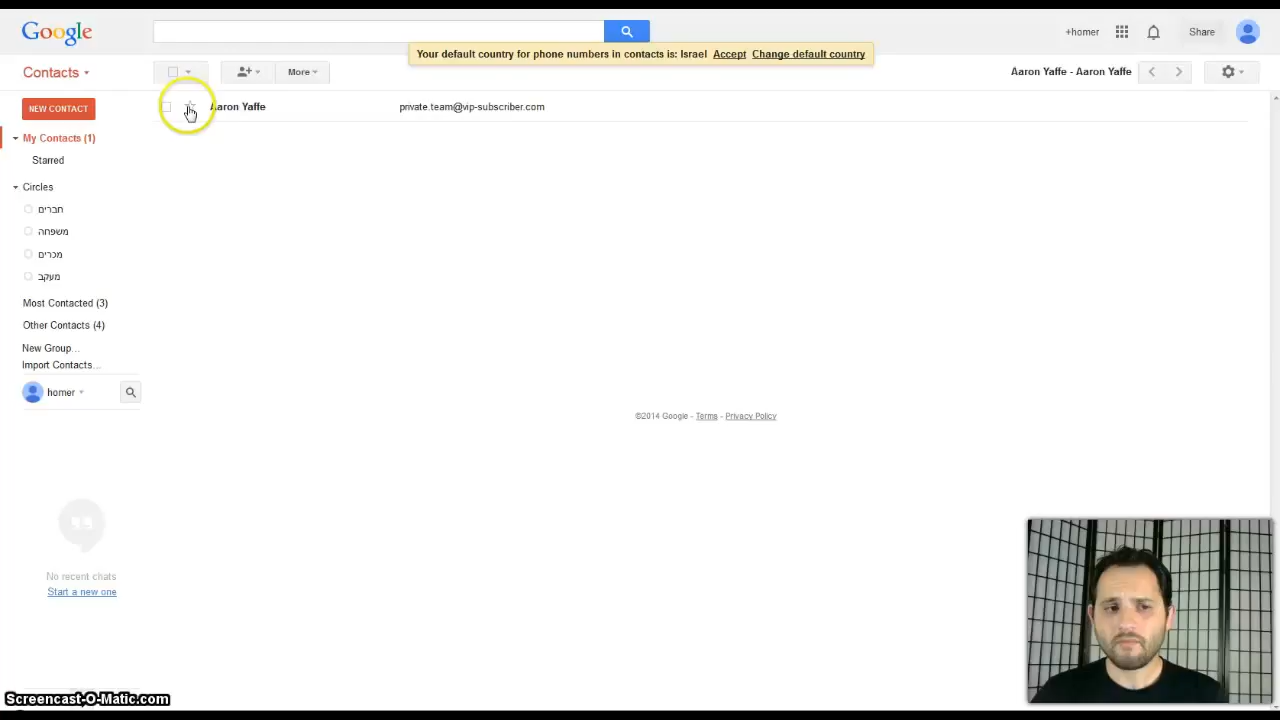 Google
+homer
Share
Your default country for phone numbers in contacts is: Israel Accept Change default country
Contacts
More
Aaron Yaffe - Aaron Yaffe
NEW CONTACT
Aaron Yaffe private.team@vip-subscriber.com
My Contacts (1)
Starred
Circles
חברים
משפחה
מכרים
מעקב
Most Contacted (3)
Other Contacts (4)
New Group...
Import Contacts...
homer
©2014 Google - Terms - Privacy Policy
No recent chats
Start a new one
Screencast-O-Matic.com